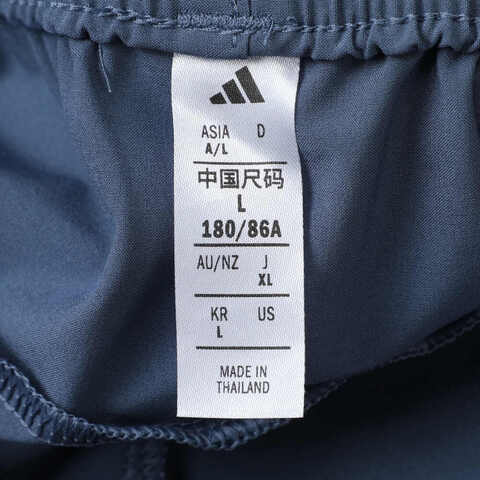 ASIA D
A/L
中国尺码
L
180/86A
AU/NZ J
XL
KR US
L
MADE IN
THAILAND